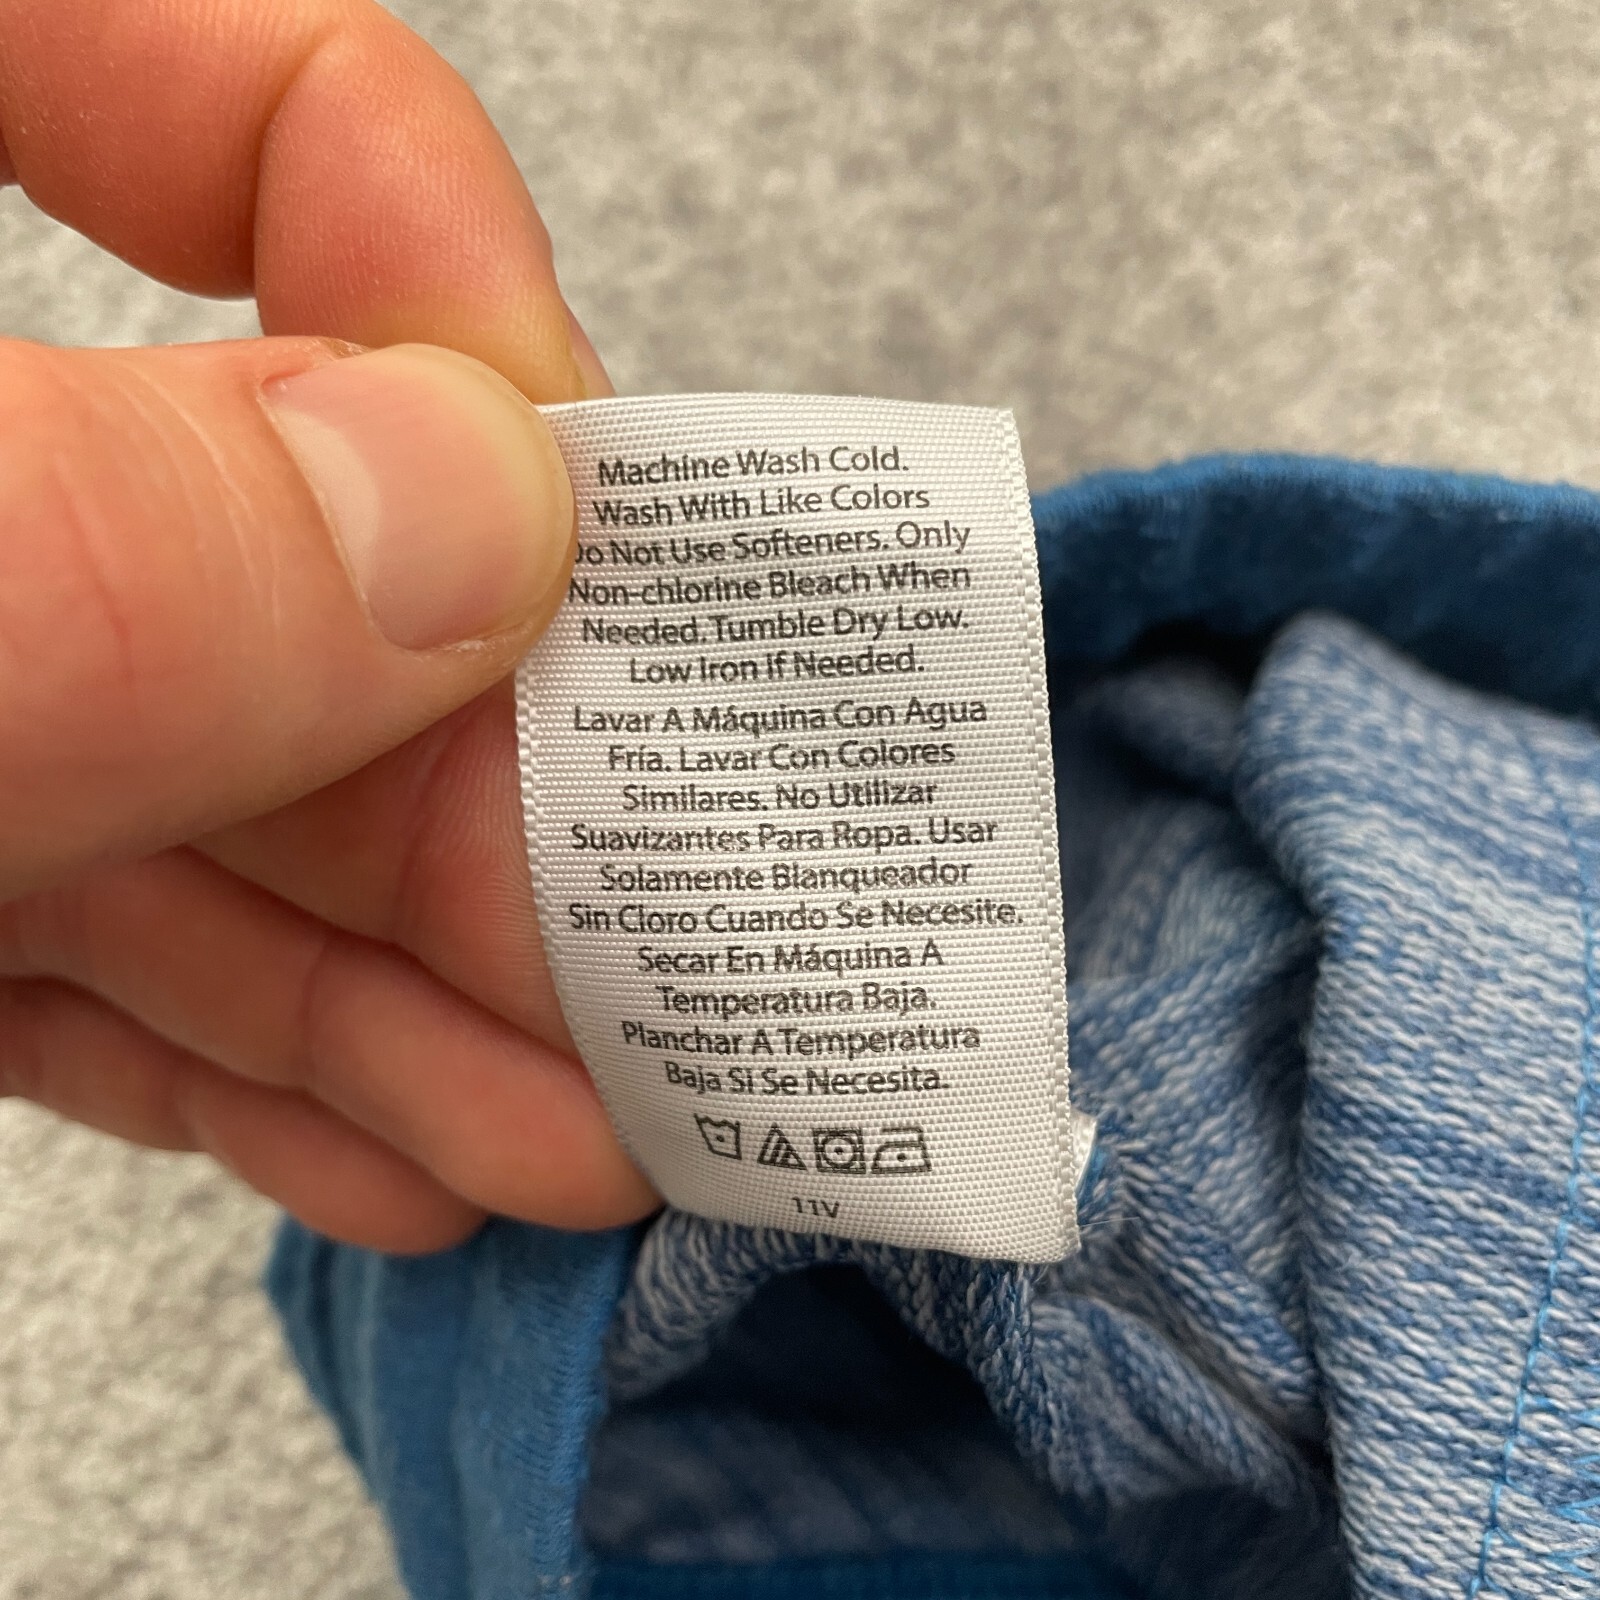 Machine Wash Cold.
Wash With Like Colors
Do Not Use Softeners. Only
Non-chlorine Bleach When
Needed. Tumble Dry Low.
Low Iron If Needed.
Lavar A Máquina Con Agua
Fría. Lavar Con Colores
Similares. No Utilizar
Suavizantes Para Ropa. Usar
Solamente Blanqueador
Sin Cloro Cuando Se Necesite.
Secar En Máquina A
Temperatura Baja.
Planchar A Temperatura
Baja Si Se Necesita.
11V